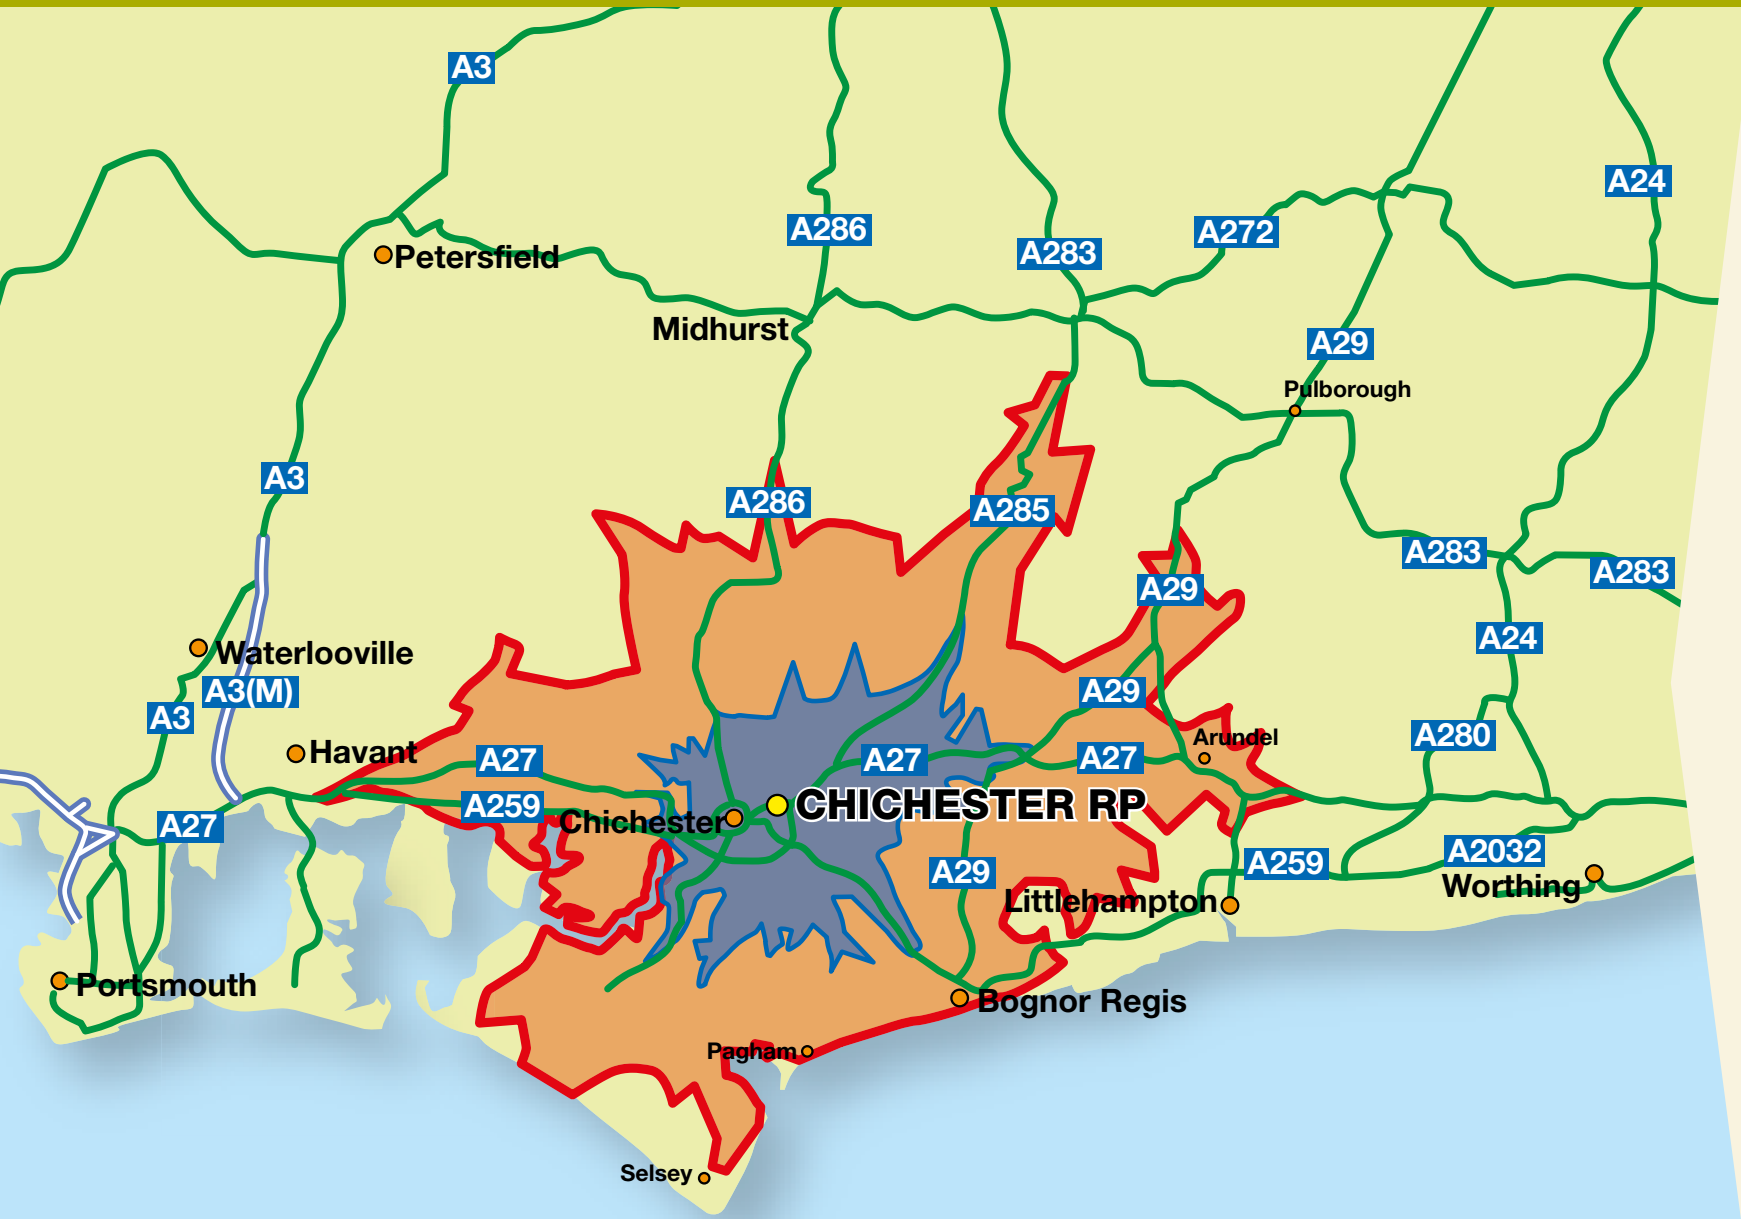 A3
A24
A286
A272
A283
Petersfield
Midhurst
A29
Pulborough
A3
A286
A285
A283
A283
A29
A24
Waterlooville
A3(M)
A29
A3
A280
Arundel
Havant
A27
A27
A27
A259
CHICHESTER RP
Chichester
A27
A2032
A259
A29
Worthing
Littlehampton
Portsmouth
Bognor Regis
Pagham
Selsey